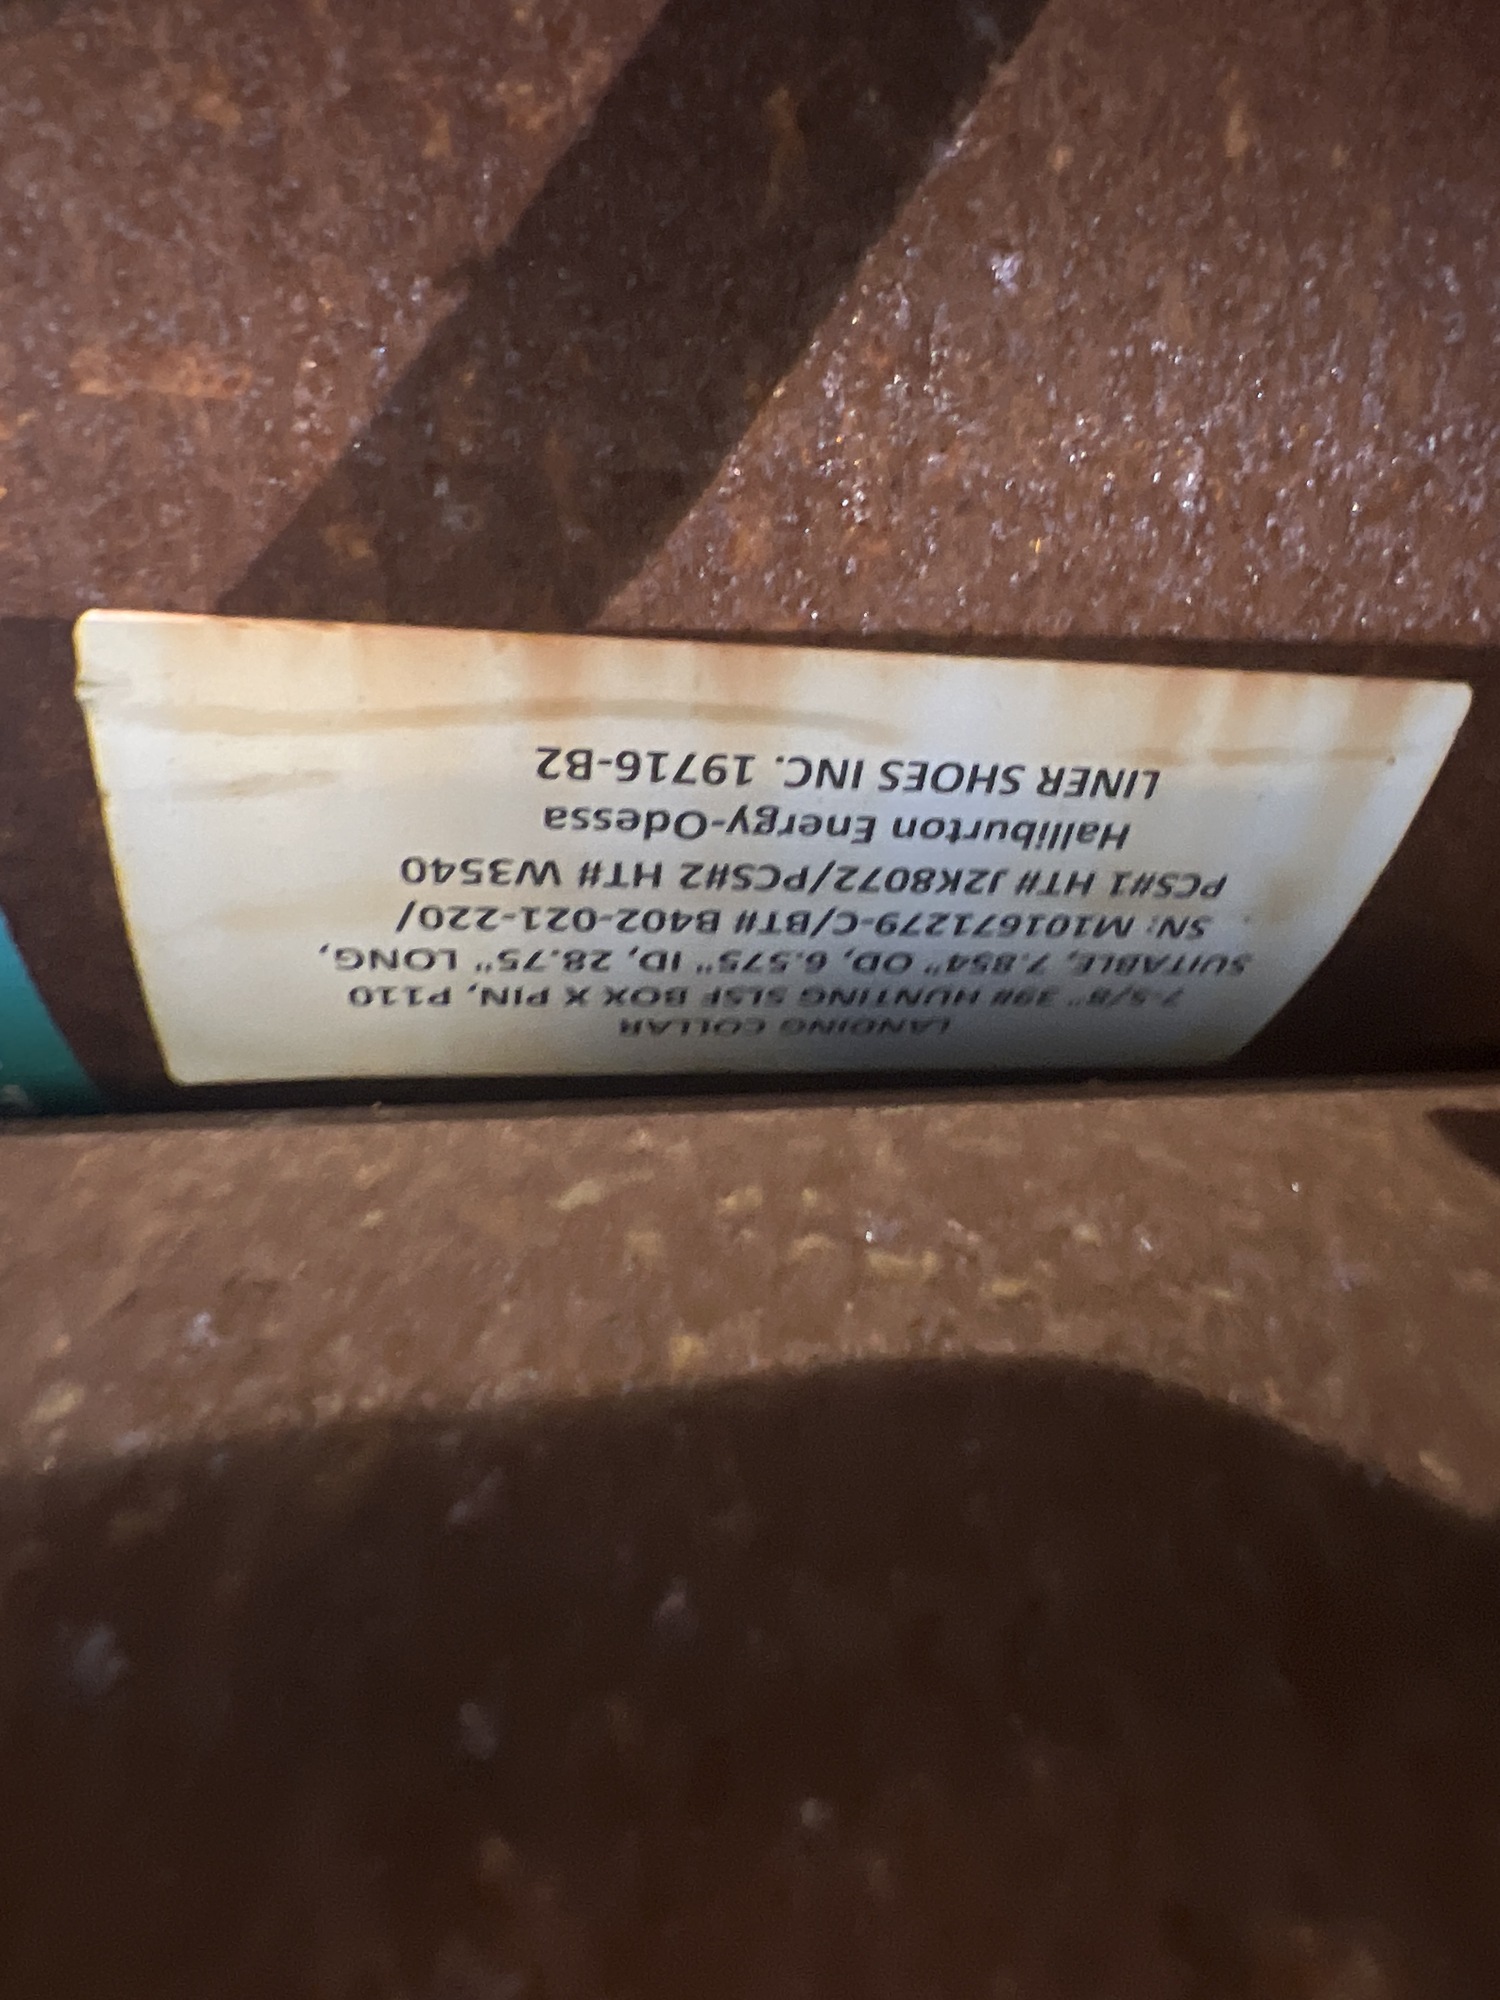 LANDING COLLAR
7-5/8" 39# HUNTING SLSF BOX X PIN, P110
SUITABLE, 7.854" OD, 6.575" ID, 28.75" LONG,
SN: M101671279-C/BT# B402-021-220/
PCS#1 HT# J2K8072/PCS#2 HT# W3540
Halliburton Energy-Odessa
LINER SHOES INC. 19716-B2